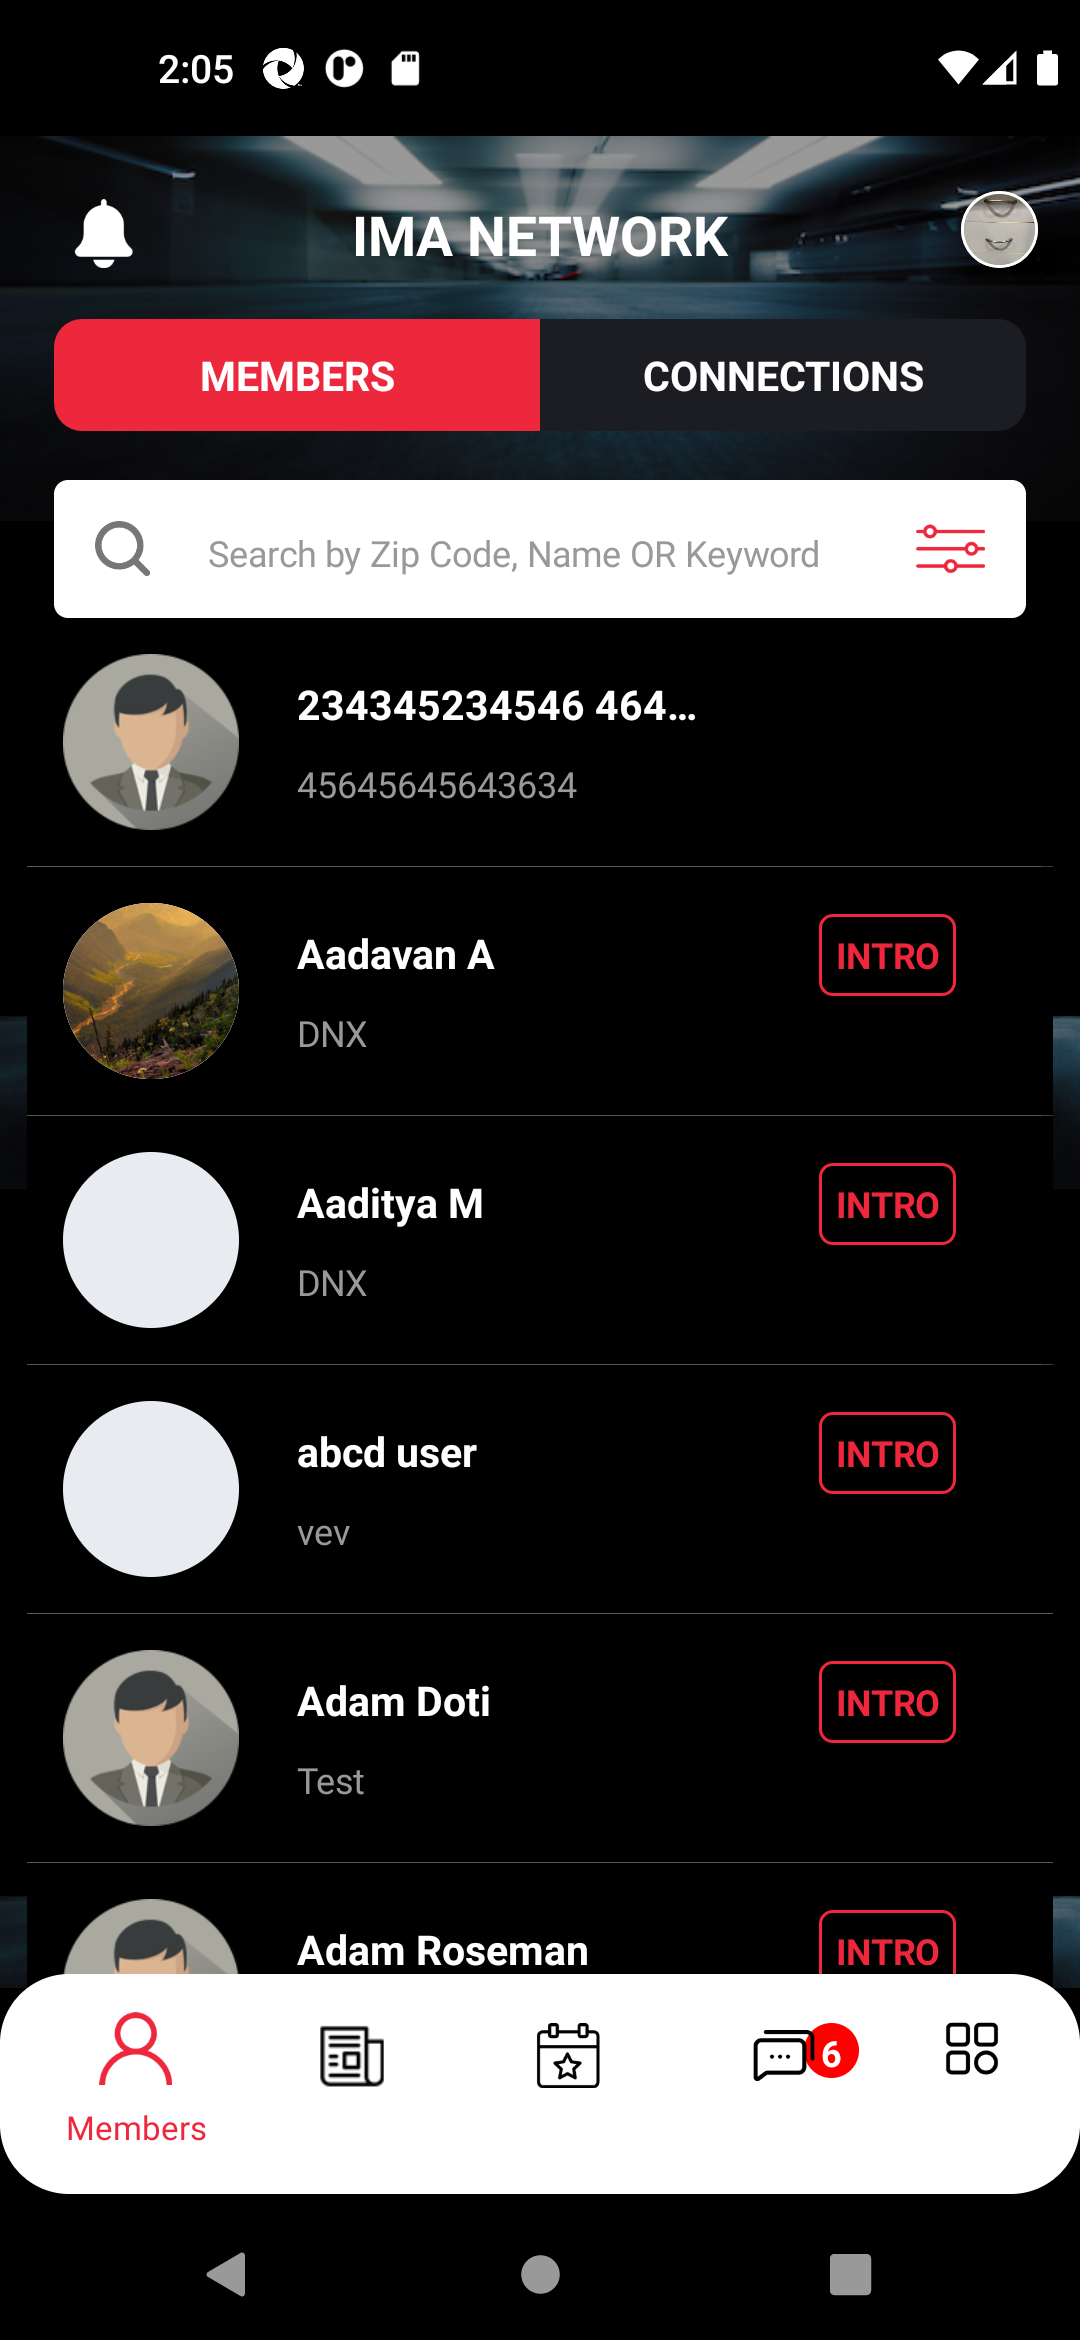 2:05
IMA NETWORK
MEMBERS
CONNECTIONS
Search by Zip Code, Name OR Keyword
234345234546 464...
45645645643634
Aadavan A
INTRO
DNX
Aaditya M
INTRO
DNX
abcd user
INTRO
vev
Adam Doti
INTRO
Test
Adam Roseman
INTRO
6
Members